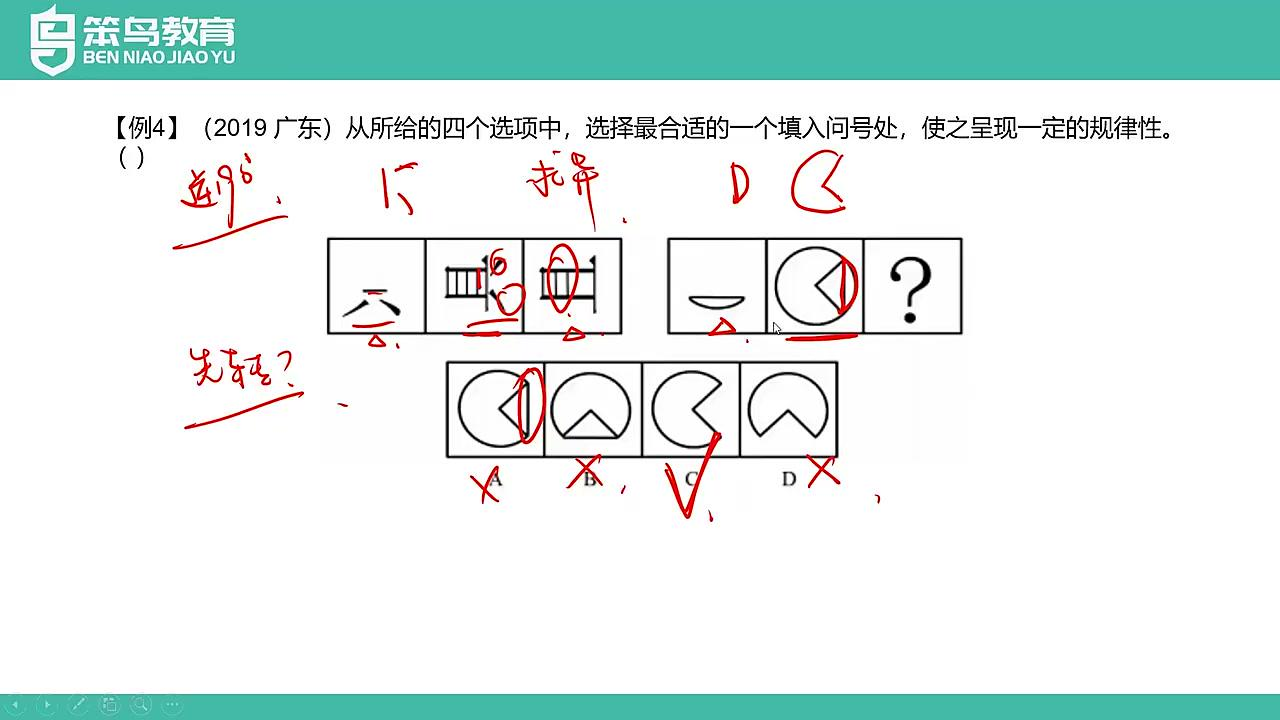 笨鸟教育
BEN NIAO JIAO YU
【例4】（2019 广东）从所给的四个选项中，选择最合适的一个填入问号处，使之呈现一定的规律性。
（ ）
求异
D
?
A B C D